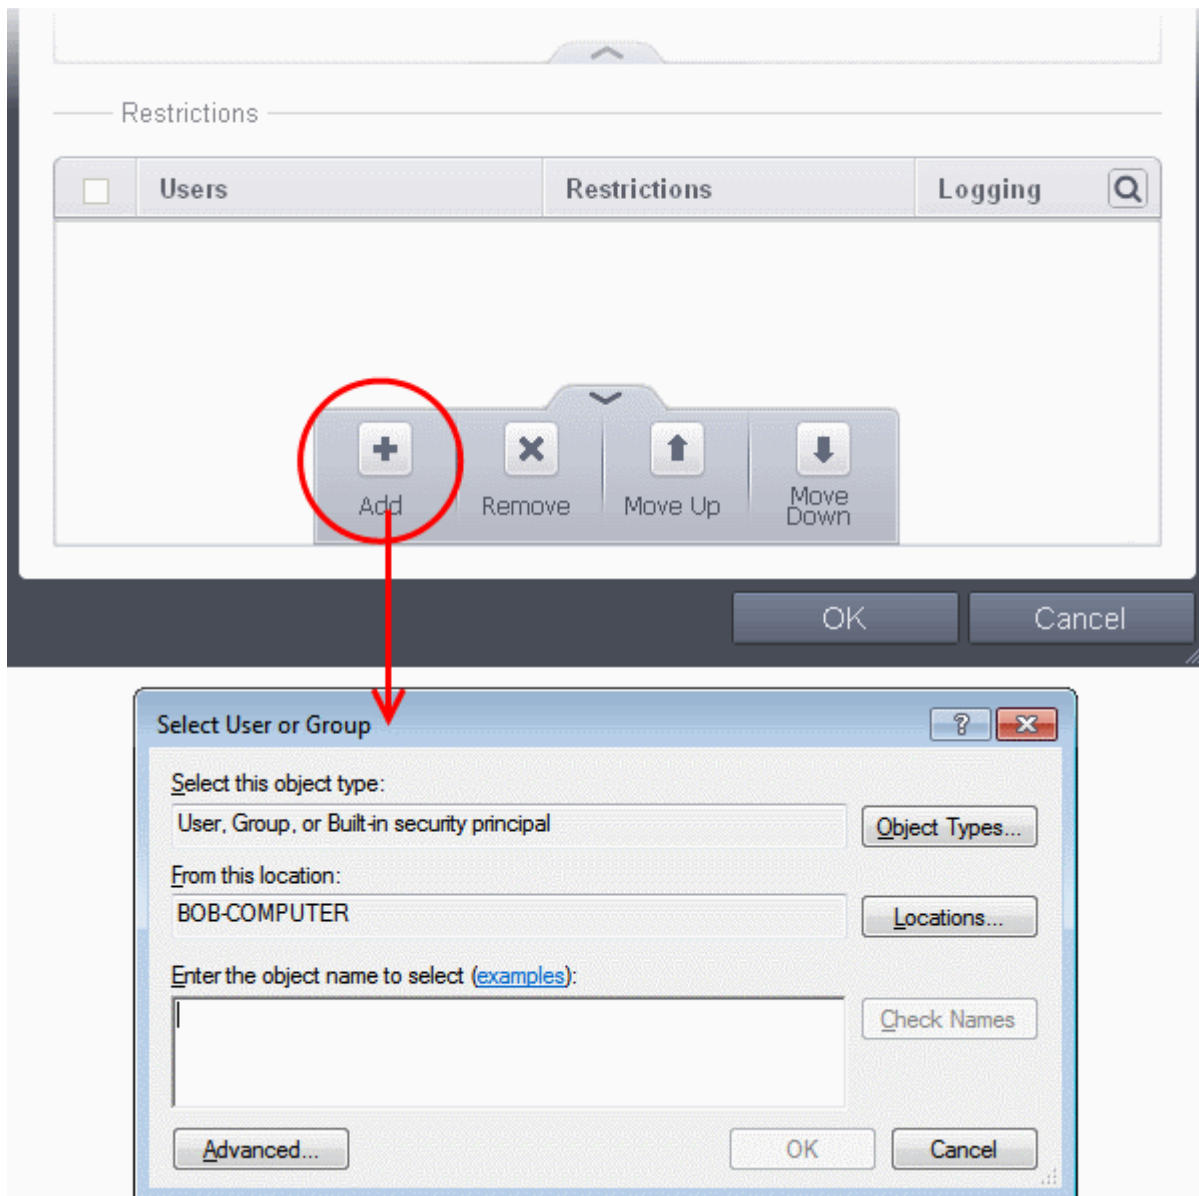 Restrictions
Users Restrictions Logging
Add Remove Move Up Move
Down
OK Cancel
Select User or Group
Select this object type:
User, Group, or Built-in security principal Object Types...
From this location:
BOB-COMPUTER Locations...
Enter the object name to select (examples):
Check Names
Advanced... OK Cancel